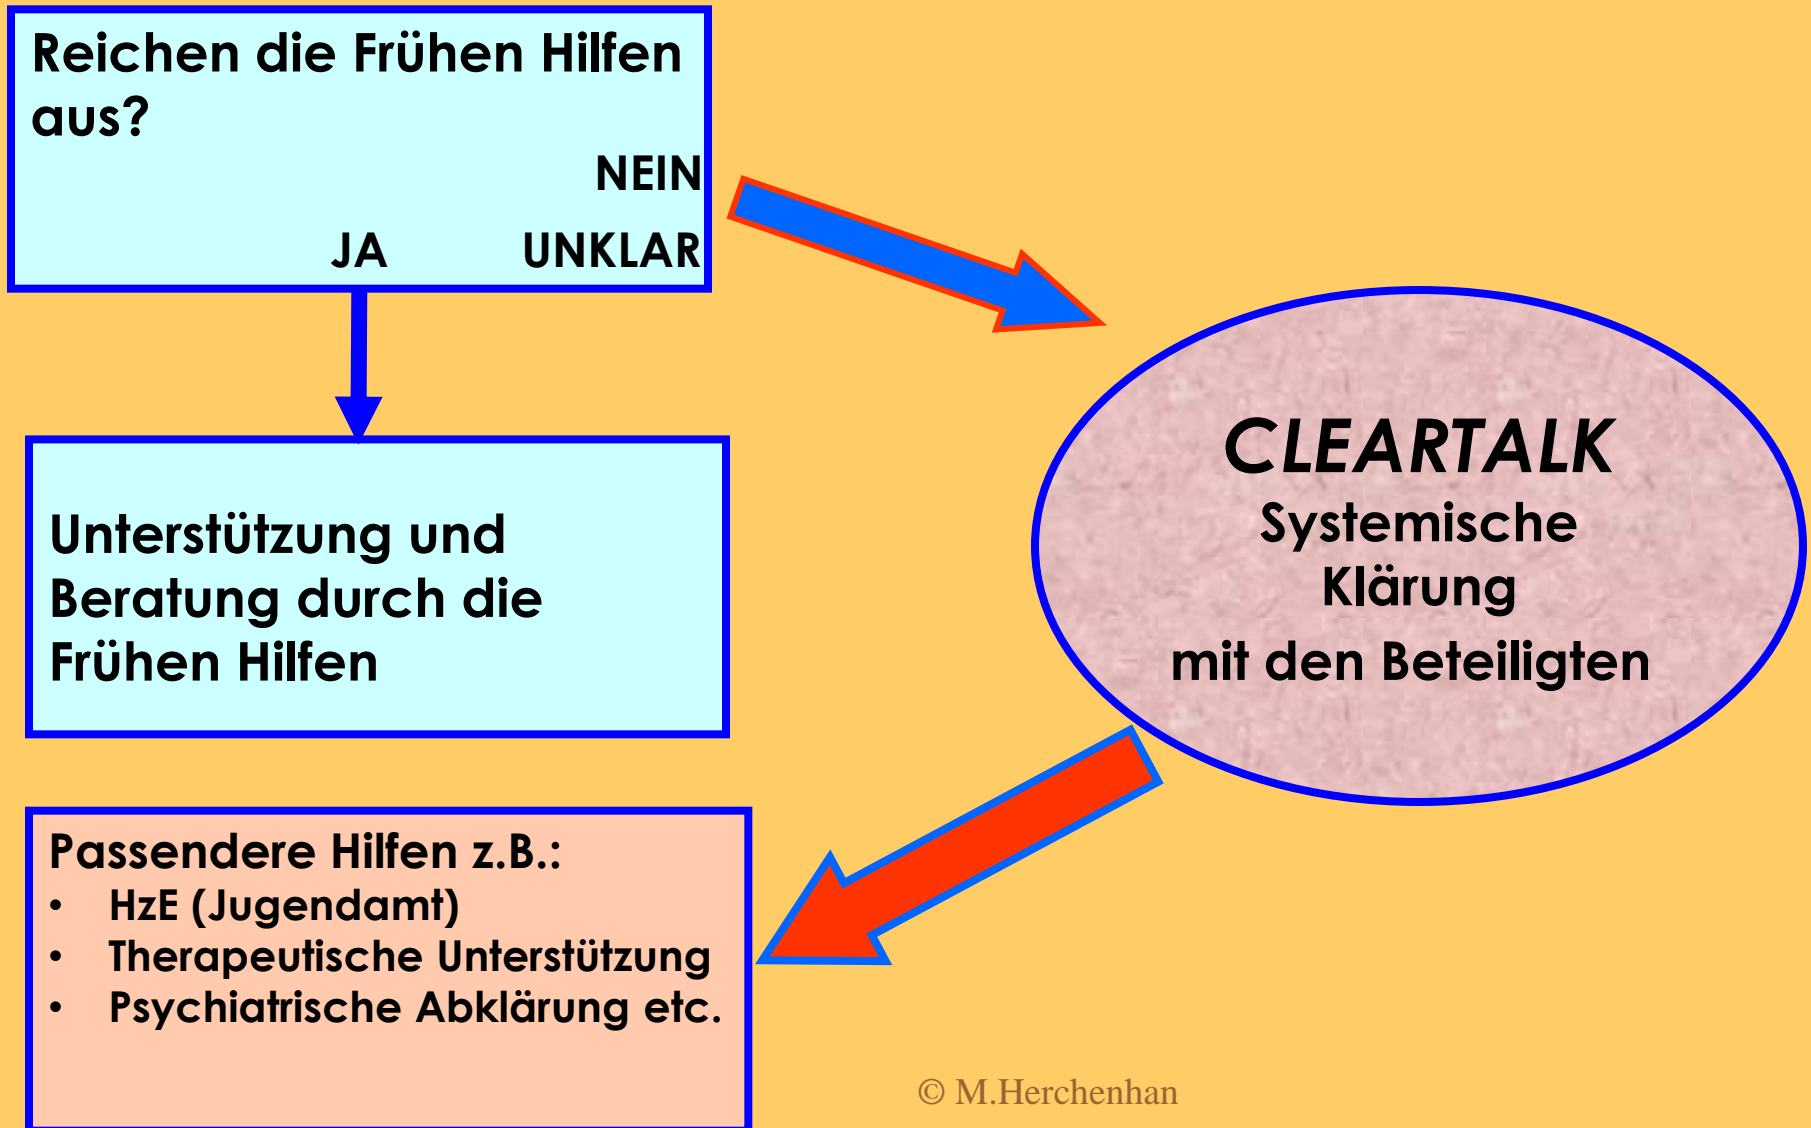 Reichen die Frühen Hilfen
aus?
NEIN
JA UNKLAR
Unterstützung und
Beratung durch die
Frühen Hilfen
CLEARTALK
Systemische
Klärung
mit den Beteiligten
Passendere Hilfen z.B.:
• HzE (Jugendamt)
• Therapeutische Unterstützung
• Psychiatrische Abklärung etc.
© M.Herchenhan